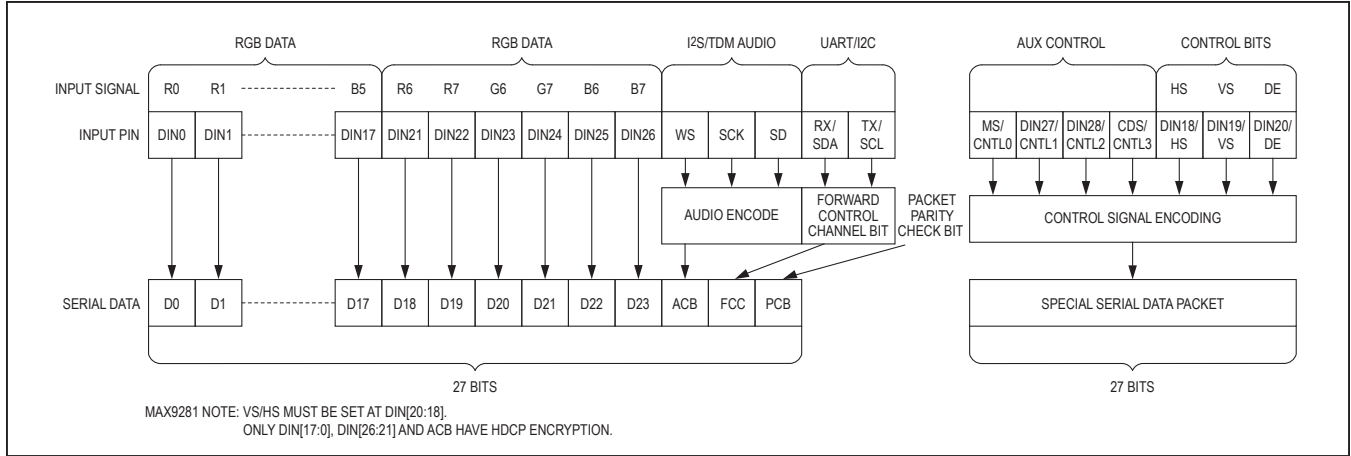 RGB DATA RGB DATA I²S/TDM AUDIO UART/I2C AUX CONTROL CONTROL BITS
INPUT SIGNAL R0 R1 B5 R6 R7 G6 G7 B6 B7 HS VS DE
INPUT PIN DIN0 DIN1 DIN17 DIN21 DIN22 DIN23 DIN24 DIN25 DIN26 WS SCK SD RX/SDA TX/SCL MS/CNTL0 DIN27/CNTL1 DIN28/CNTL2 CDS/CNTL3 DIN18/HS DIN19/VS DIN20/DE
AUDIO ENCODE
FORWARD
CONTROL
CHANNEL BIT
PACKET
PARITY
CHECK BIT
CONTROL SIGNAL ENCODING
SERIAL DATA D0 D1 D17 D18 D19 D20 D21 D22 D23 ACB FCC PCB SPECIAL SERIAL DATA PACKET
27 BITS 27 BITS
MAX9281 NOTE: VS/HS MUST BE SET AT DIN[20:18].
ONLY DIN[17:0], DIN[26:21] AND ACB HAVE HDCP ENCRYPTION.